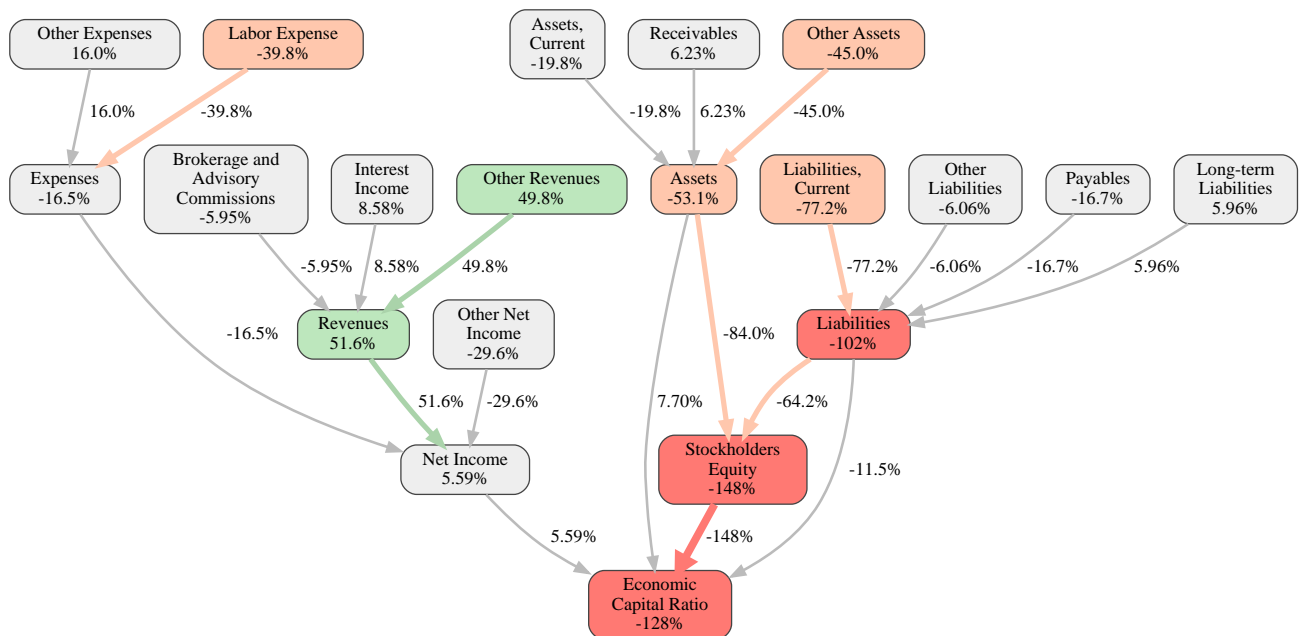 Other Expenses
16.0%
Labor Expense
-39.8%
Assets,
Current
-19.8%
Receivables
6.23%
Other Assets
-45.0%
16.0%
-39.8%
-19.8%
6.23%
-45.0%
Expenses
-16.5%
Brokerage and
Advisory
Commissions
-5.95%
Interest
Income
8.58%
Other Revenues
49.8%
Assets
-53.1%
Liabilities,
Current
-77.2%
Other
Liabilities
-6.06%
Payables
-16.7%
Long-term
Liabilities
5.96%
-5.95%
8.58%
49.8%
-77.2%
-6.06%
-16.7%
5.96%
-16.5%
Revenues
51.6%
Other Net
Income
-29.6%
-84.0%
Liabilities
-102%
51.6%
-29.6%
7.70%
-64.2%
Net Income
5.59%
Stockholders
Equity
-148%
-11.5%
5.59%
-148%
Economic
Capital Ratio
-128%